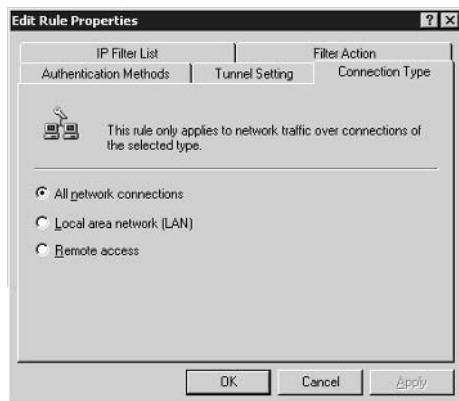 Edit Rule Properties
IP Filter List
Filter Action
Authentication Methods
Tunnel Setting
Connection Type
This rule only applies to network traffic over connections of
the selected type.
All network connections
Local area network (LAN)
Remote access
OK
Cancel
Apply